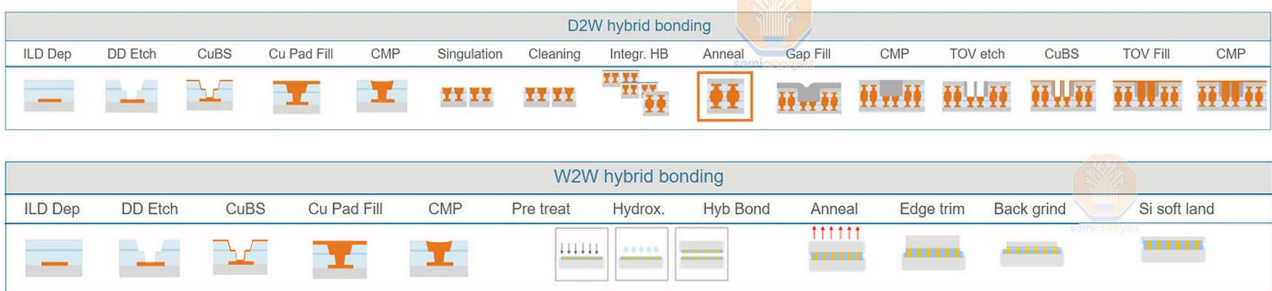 D2W hybrid bonding
ILD Dep DD Etch CuBS Cu Pad Fill CMP Singulation Cleaning Integr. HB Anneal Gap Fill CMP TOV etch CuBS TOV Fill CMP
semianalysis
W2W hybrid bonding
ILD Dep DD Etch CuBS Cu Pad Fill CMP Pre treat Hydrox. Hyb Bond Anneal Edge trim Back grind Si soft land
semianalysis